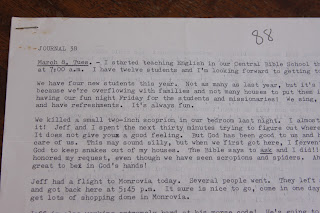 88
JOURNAL 58
March 8, Tues. - I started teaching English in our Central Bible School th
at 7:00 a.m. I have twelve students and I'm looking forward to getting to
We have four new students this year. Not as many as last year, but it's
because we're overflowing with families and not many houses to put them i
having our fun night Friday for the students and missionaries! We sing,
and have refreshments. It's always fun.
We killed a small two-inch scoprion in our bedroom last night. I almost
it! Jeff and I spent the next thirty minutes trying to figure out where
It does not give you a good feeling. But God has been good to us and h
care of us. This may sound silly, but when we first got here, I ferven
God to keep snakes out of my house. The Bible says to ask and I did!
honored my request, even though we have seen scropions and spiders. Ah
great to be in God's hands!
Jeff had a flight to Monrovia today. Several people went. They left
and got back here at 5:45 p.m. It sure is nice to go, come in one day
get lots of shopping done in Monrovia.